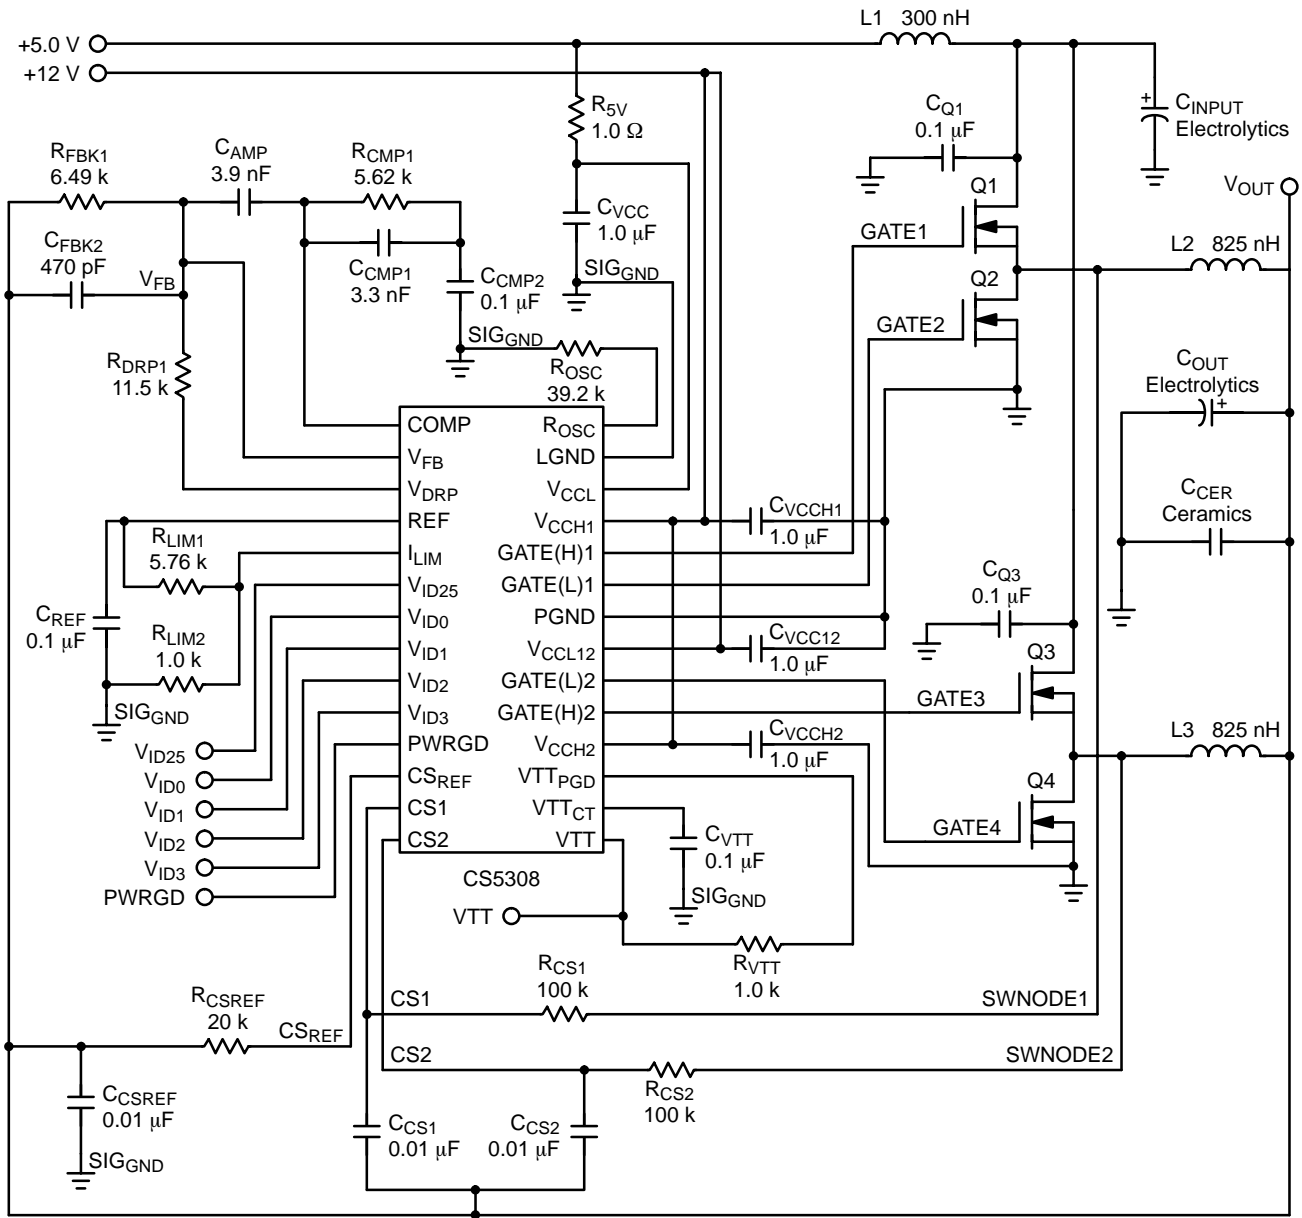 L1 300 nH
+5.0 V
+12 V
R5V
1.0 Ω
CQ1
0.1 μF
CINPUT
Electrolytics
RFBK1
6.49 k
CAMP
3.9 nF
RCMP1
5.62 k
Q1
VOUT
CFBK2
470 pF
VFB
CCMP1
3.3 nF
CCMP2
0.1 μF
CVCC
1.0 μF
SIGGND
GATE1
L2 825 nH
Q2
GATE2
SIGGND
ROSC
39.2 k
RDRP1
11.5 k
COUT
Electrolytics
COMP
VFB
VDRP
REF
ILIM
VID25
VID0
VID1
VID2
VID3
PWRGD
CSREF
CS1
CS2
ROSC
LGND
VCCL
VCCH1
GATE(H)1
GATE(L)1
PGND
VCCL12
GATE(L)2
GATE(H)2
VCCH2
VTTPGD
VTTCT
VTT
CS5308
CVCCH1
1.0 μF
CCER
Ceramics
RLIM1
5.76 k
CREF
0.1 μF
RLIM2
1.0 k
SIGGND
CQ3
0.1 μF
CVCC12
1.0 μF
Q3
GATE3
CVCCH2
1.0 μF
L3 825 nH
Q4
GATE4
VID25
VID0
VID1
VID2
VID3
PWRGD
CVTT
0.1 μF
SIGGND
VTT
RVTT
1.0 k
RCS1
100 k
CS1
SWNODE1
RCSREF
20 k
CSREF
CS2
SWNODE2
RCS2
100 k
CCSREF
0.01 μF
SIGGND
CCS1
0.01 μF
CCS2
0.01 μF